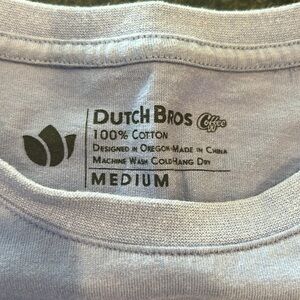 DUTCH BROS Coffee
100% COTTON
DESIGNED IN OREGON-MADE IN CHINA
MACHINE WASH COLD-HANG DRY
MEDIUM